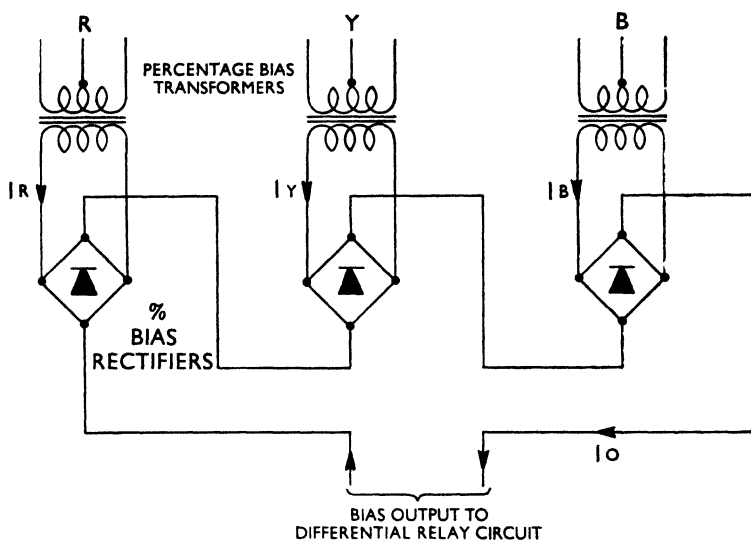 R
Y
B
PERCENTAGE BIAS
TRANSFORMERS
IR
IY
IB
%
BIAS
RECTIFIERS
IO
BIAS OUTPUT TO
DIFFERENTIAL RELAY CIRCUIT